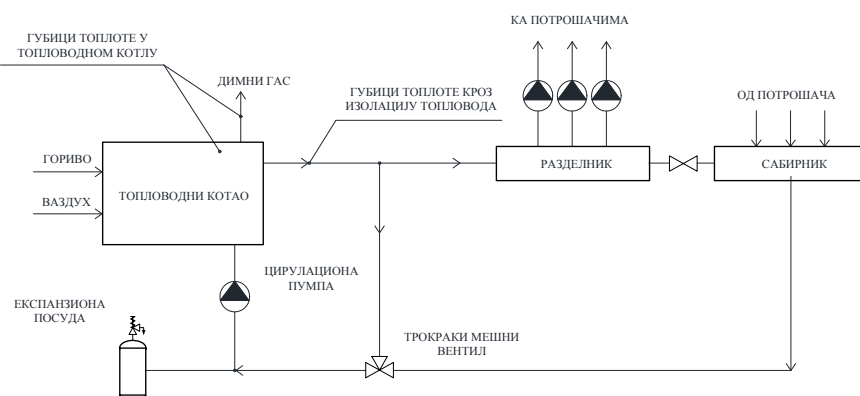 КА ПОТРОШАЧИМА
ГУБИЦИ ТОПЛОТЕ У
ТОПЛОВОДНОМ КОТЛУ
ДИМНИ ГАС
ГУБИЦИ ТОПЛОТЕ КРОЗ
ИЗОЛАЦИЈУ ТОПЛОВОДА
ОД ПОТРОШАЧА
ГОРИВО
ВАЗДУХ
ТОПЛОВОДНИ КОТАО
РАЗДЕЛНИК
САБИРНИК
ЦИРУЛАЦИОНА
ПУМПА
ЕКСПАНЗИОНА
ПОСУДА
ТРОКРАКИ МЕШНИ
ВЕНТИЛ